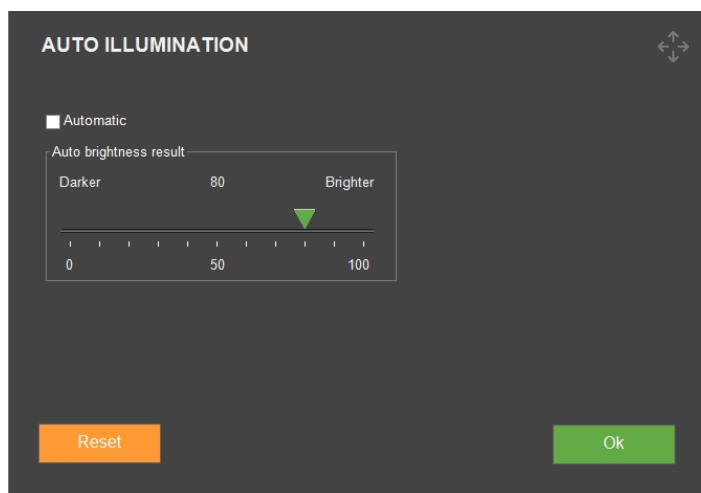 AUTO ILLUMINATION
Automatic
Auto brightness result
Darker 80 Brighter
0 50 100
Reset Ok